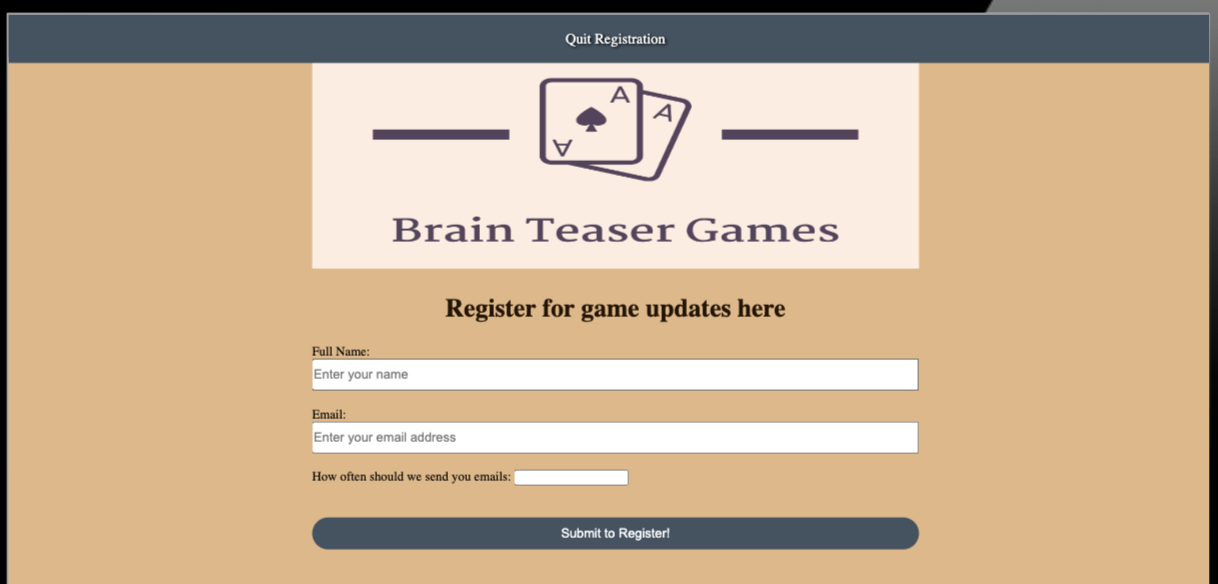 Quit Registration
A
A
A
Brain Teaser Games
Register for game updates here
Full Name:
Enter your name
Email:
Enter your email address
How often should we send you emails:
Submit to Register!